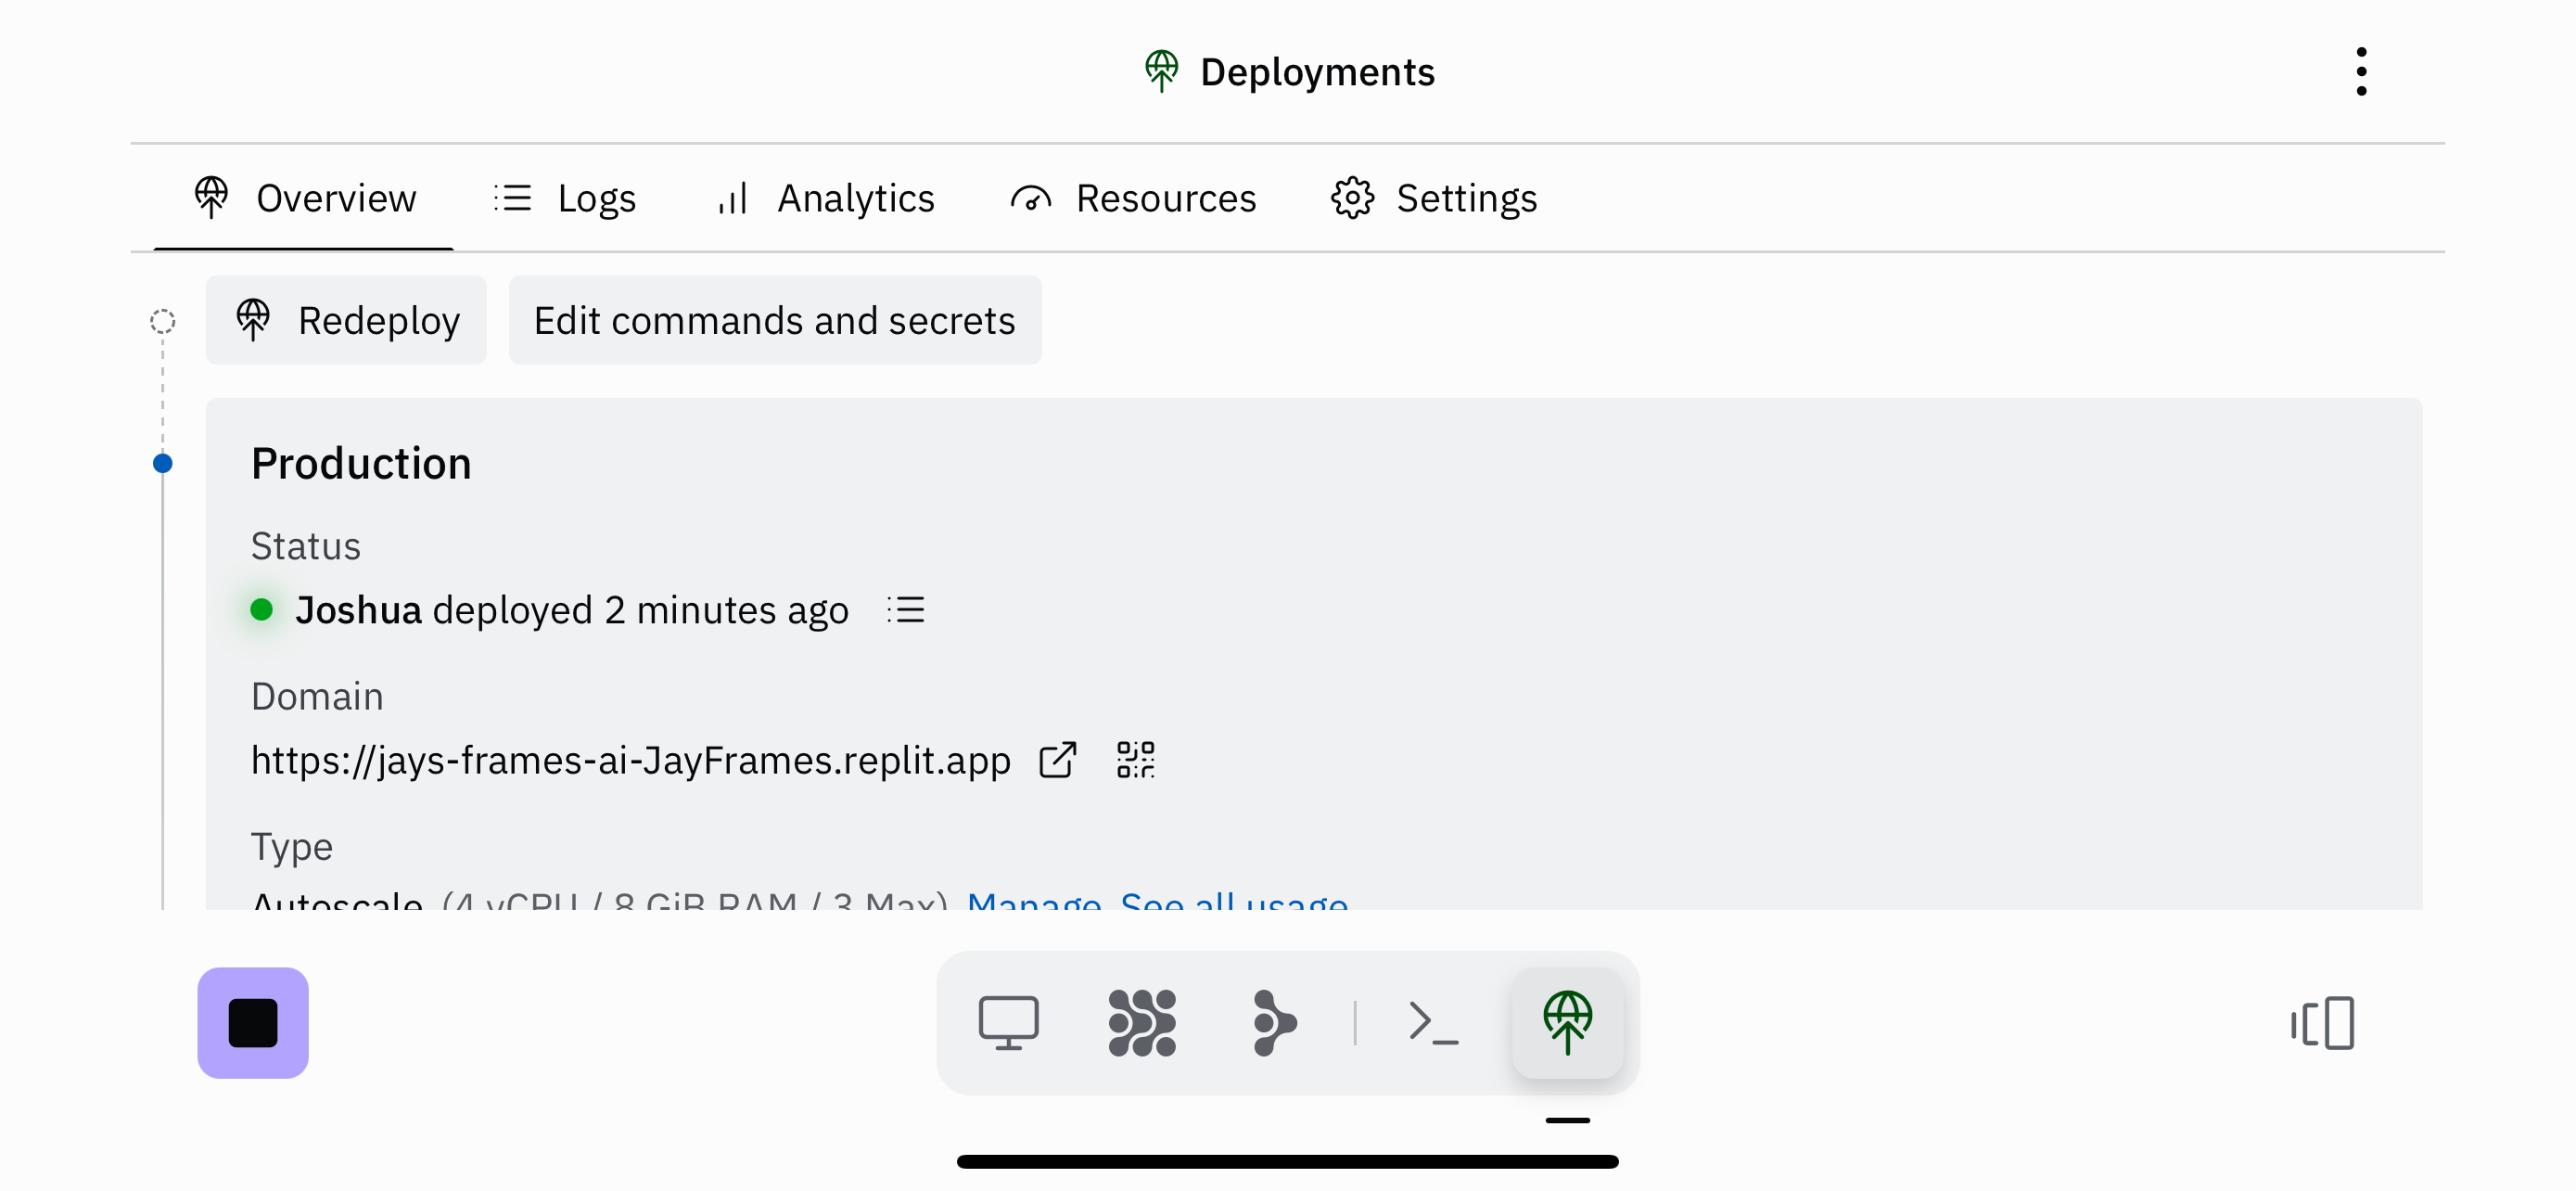 Deployments
Overview Logs Analytics Resources Settings
Redeploy Edit commands and secrets
Production
Status
Joshua deployed 2 minutes ago
Domain
https://jays-frames-ai-JayFrames.replit.app
Type
Autoscale (4 vCPU / 8 GiB RAM / 3 Max) Manage See all usage